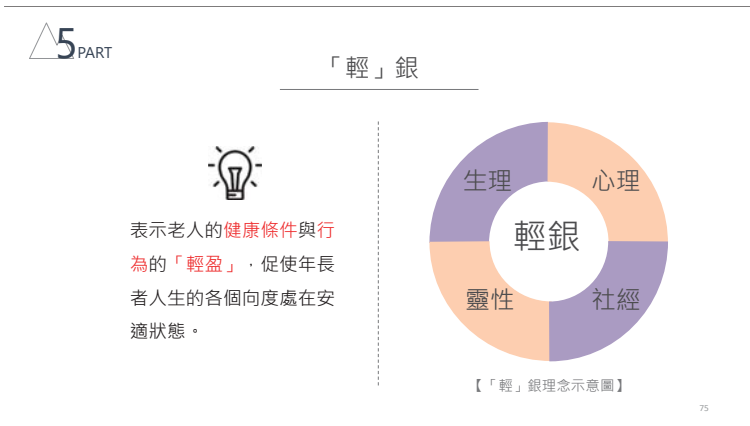 5 PART
「輕」銀
表示老人的健康條件與行
為的「輕盈」，促使年長
者人生的各個向度處在安
適狀態。
生理
心理
輕銀
靈性
社經
【「輕」銀理念示意圖】
75